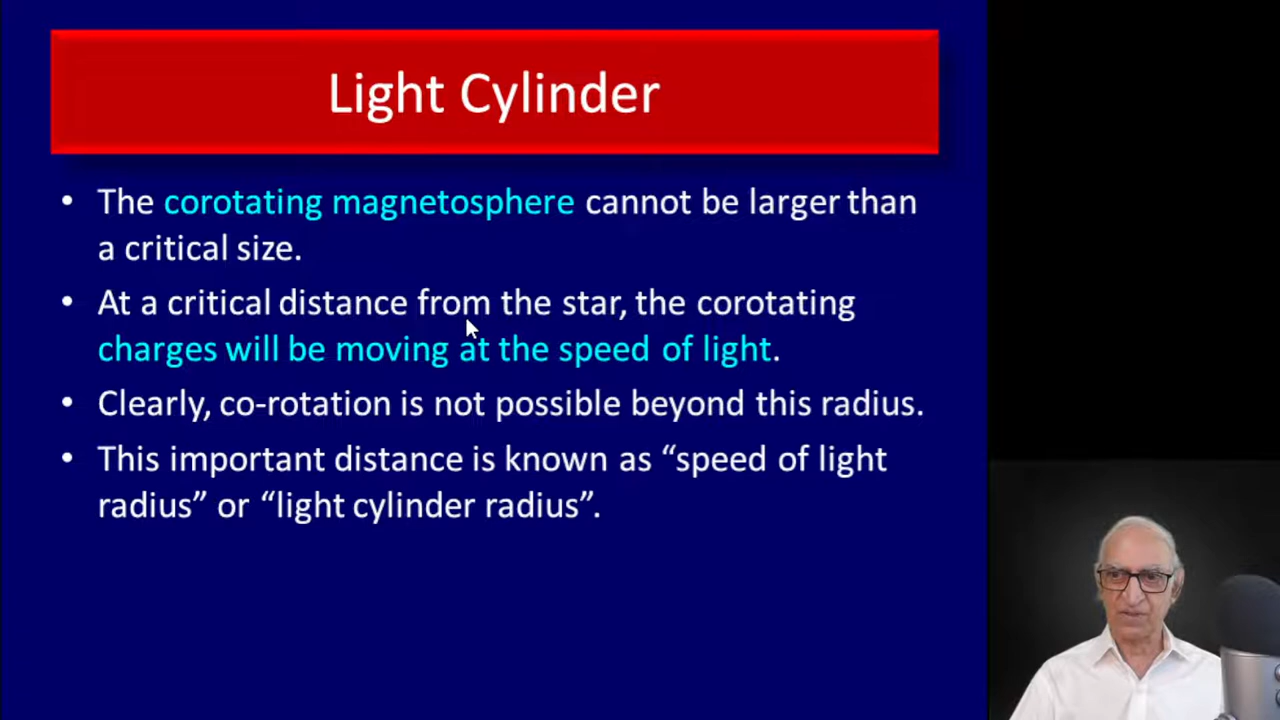 Light Cylinder
• The corotating magnetosphere cannot be larger than
a critical size.
• At a critical distance from the star, the corotating
charges will be moving at the speed of light.
• Clearly, co-rotation is not possible beyond this radius.
• This important distance is known as “speed of light
radius” or “light cylinder radius”.